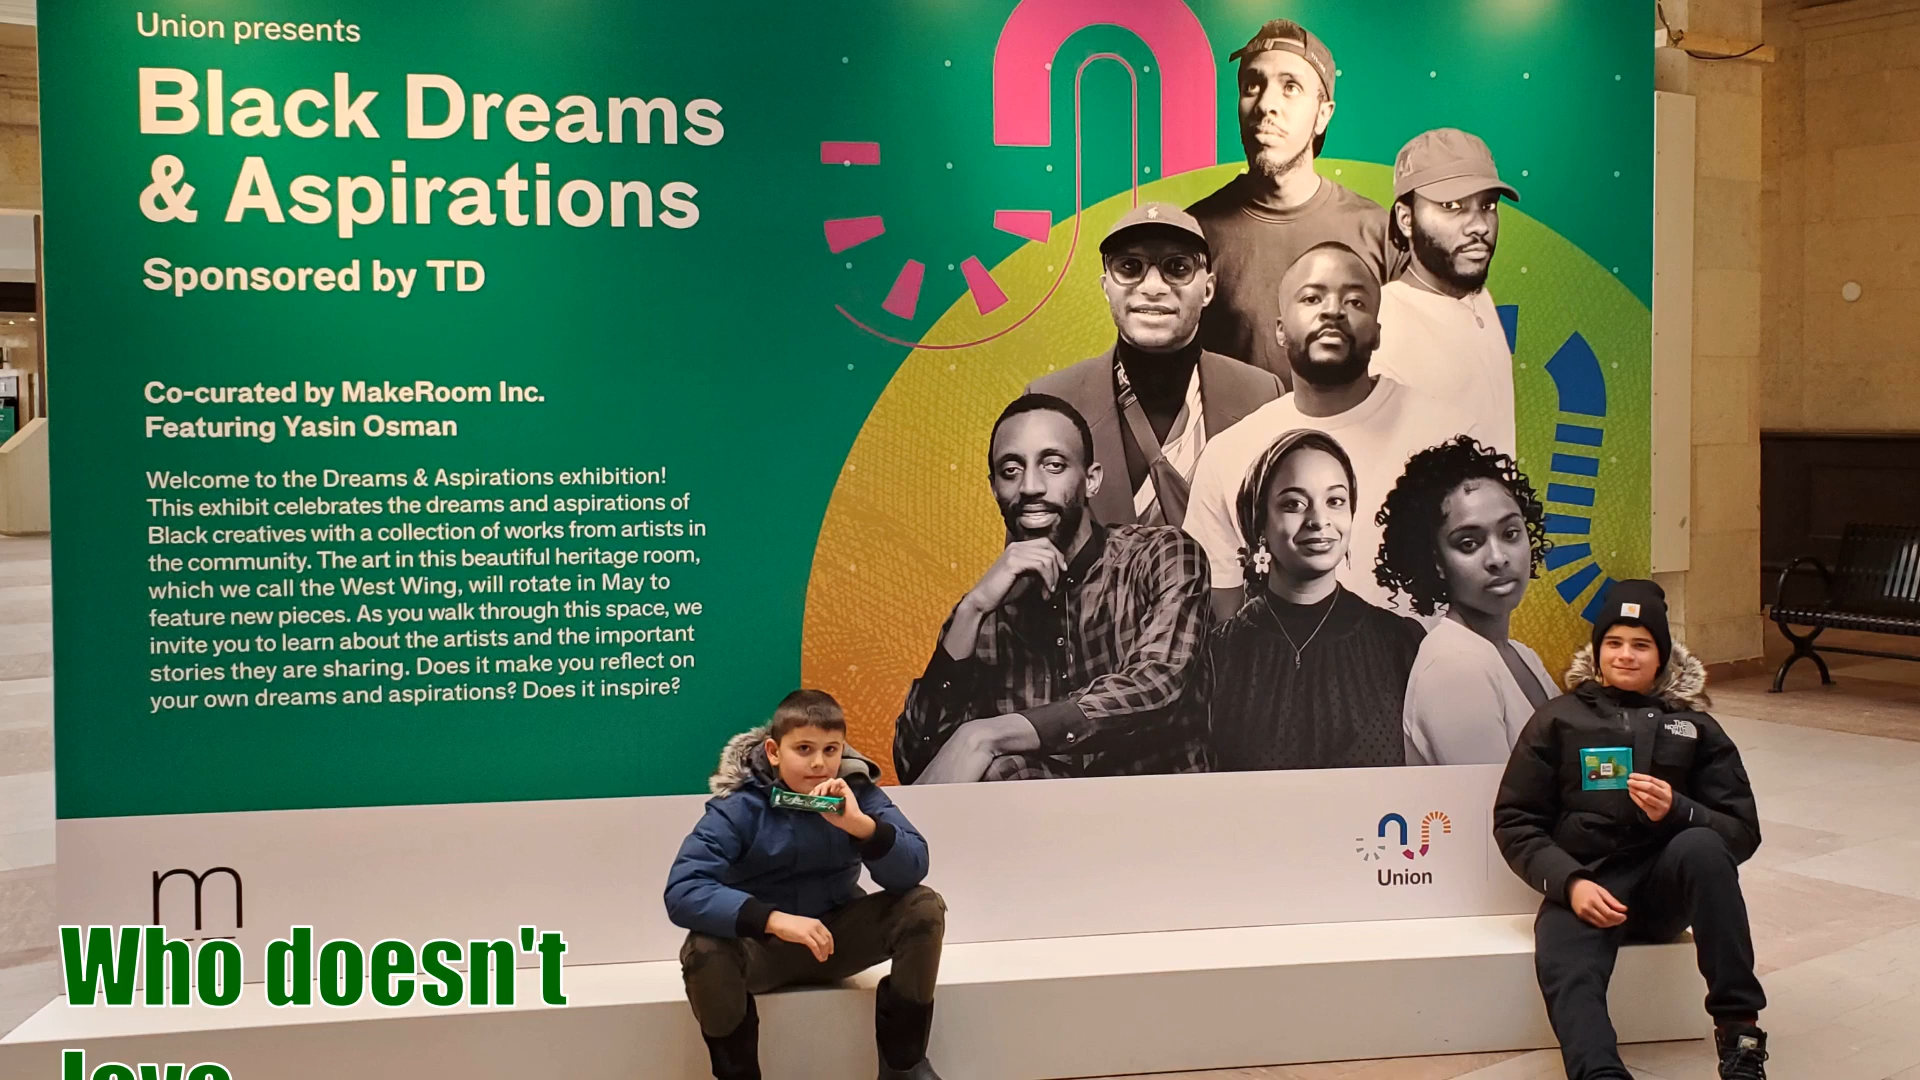 Union presents
Black Dreams
& Aspirations
Sponsored by TD
Co-curated by MakeRoom Inc.
Featuring Yasin Osman
Welcome to the Dreams & Aspirations exhibition!
This exhibit celebrates the dreams and aspirations of
Black creatives with a collection of works from artists in
the community. The art in this beautiful heritage room,
which we call the West Wing, will rotate in May to
feature new pieces. As you walk through this space, we
invite you to learn about the artists and the important
stories they are sharing. Does it make you reflect on
your own dreams and aspirations? Does it inspire?
THE
NORTH
FACE
m
Union
Who doesn't
love